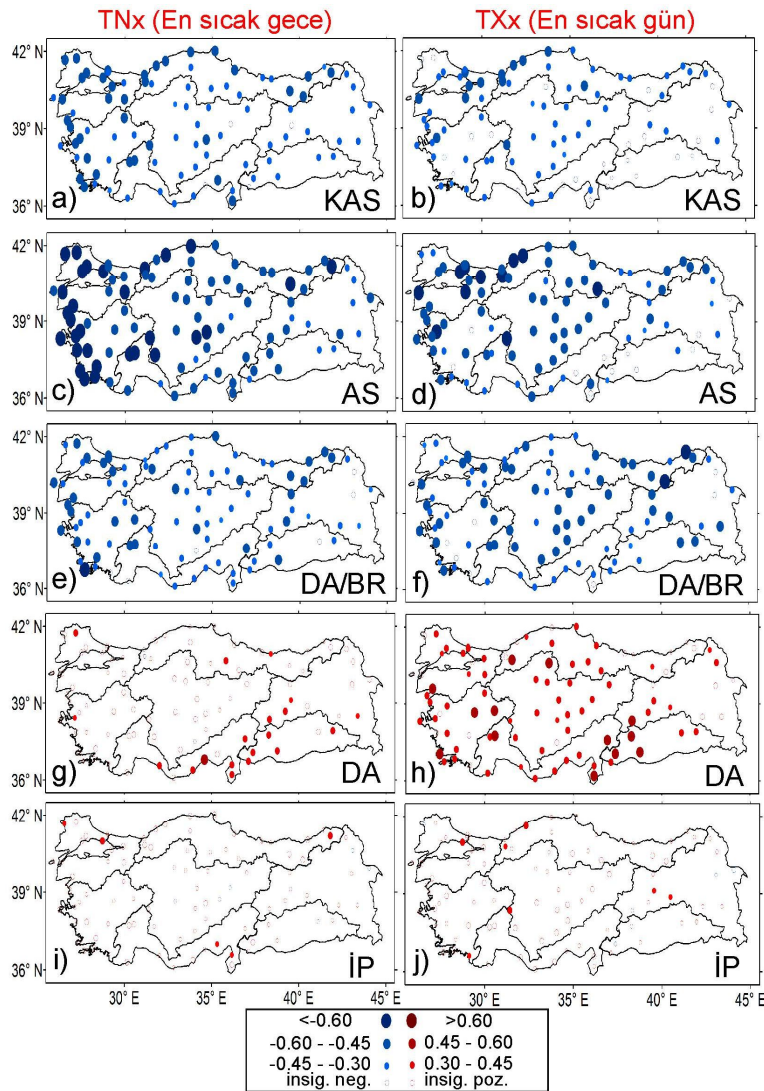 TNx (En sıcak gece) TXx (En sıcak gün)
42° N
39° N
36° N
a) KAS b) KAS
42° N
39° N
36° N
c) AS d) AS
42° N
39° N
36° N
e) DA/BR f) DA/BR
42° N
39° N
36° N
g) DA h) DA
42° N
39° N
36° N
i) İP j) İP
30° E 35° E 40° E 45° E 30° E 35° E 40° E 45° E
<-0.60 >0.60
-0.60 - -0.45 0.45 - 0.60
-0.45 - -0.30 0.30 - 0.45
insig. neg. insig. poz.